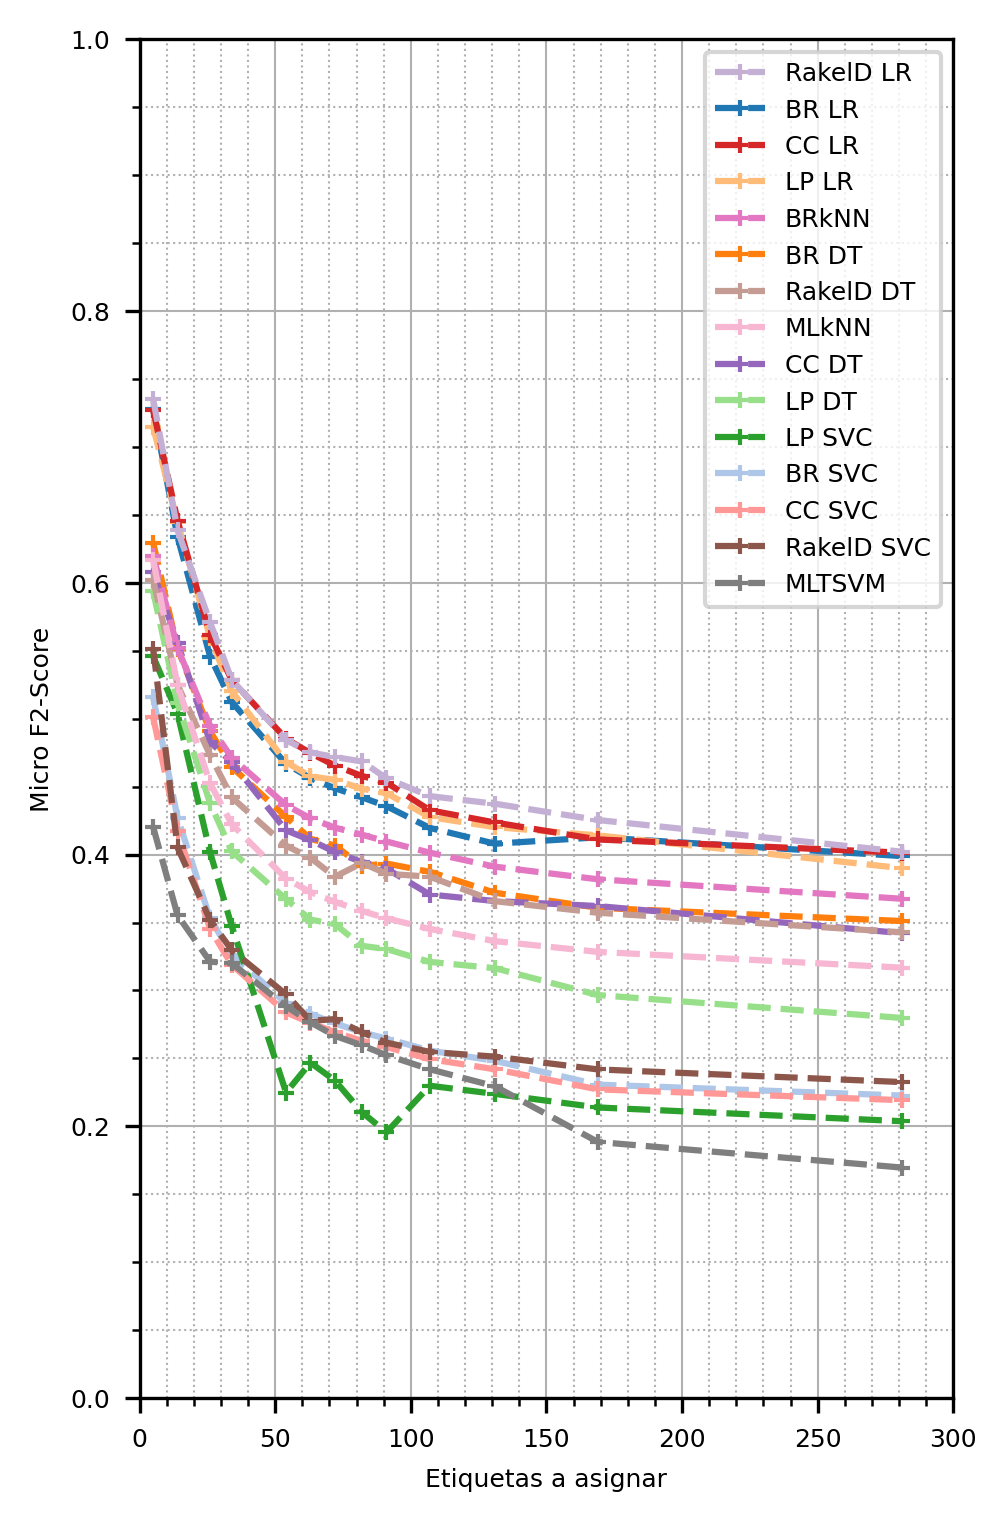 1.0
0.8
0.6
0.4
0.2
0.0
Micro F2-Score
RakelD LR
BR LR
CC LR
LP LR
BRkNN
BR DT
RakelD DT
MLkNN
CC DT
LP DT
LP SVC
BR SVC
CC SVC
RakelD SVC
MLTSVM
0 50 100 150 200 250 300
Etiquetas a asignar